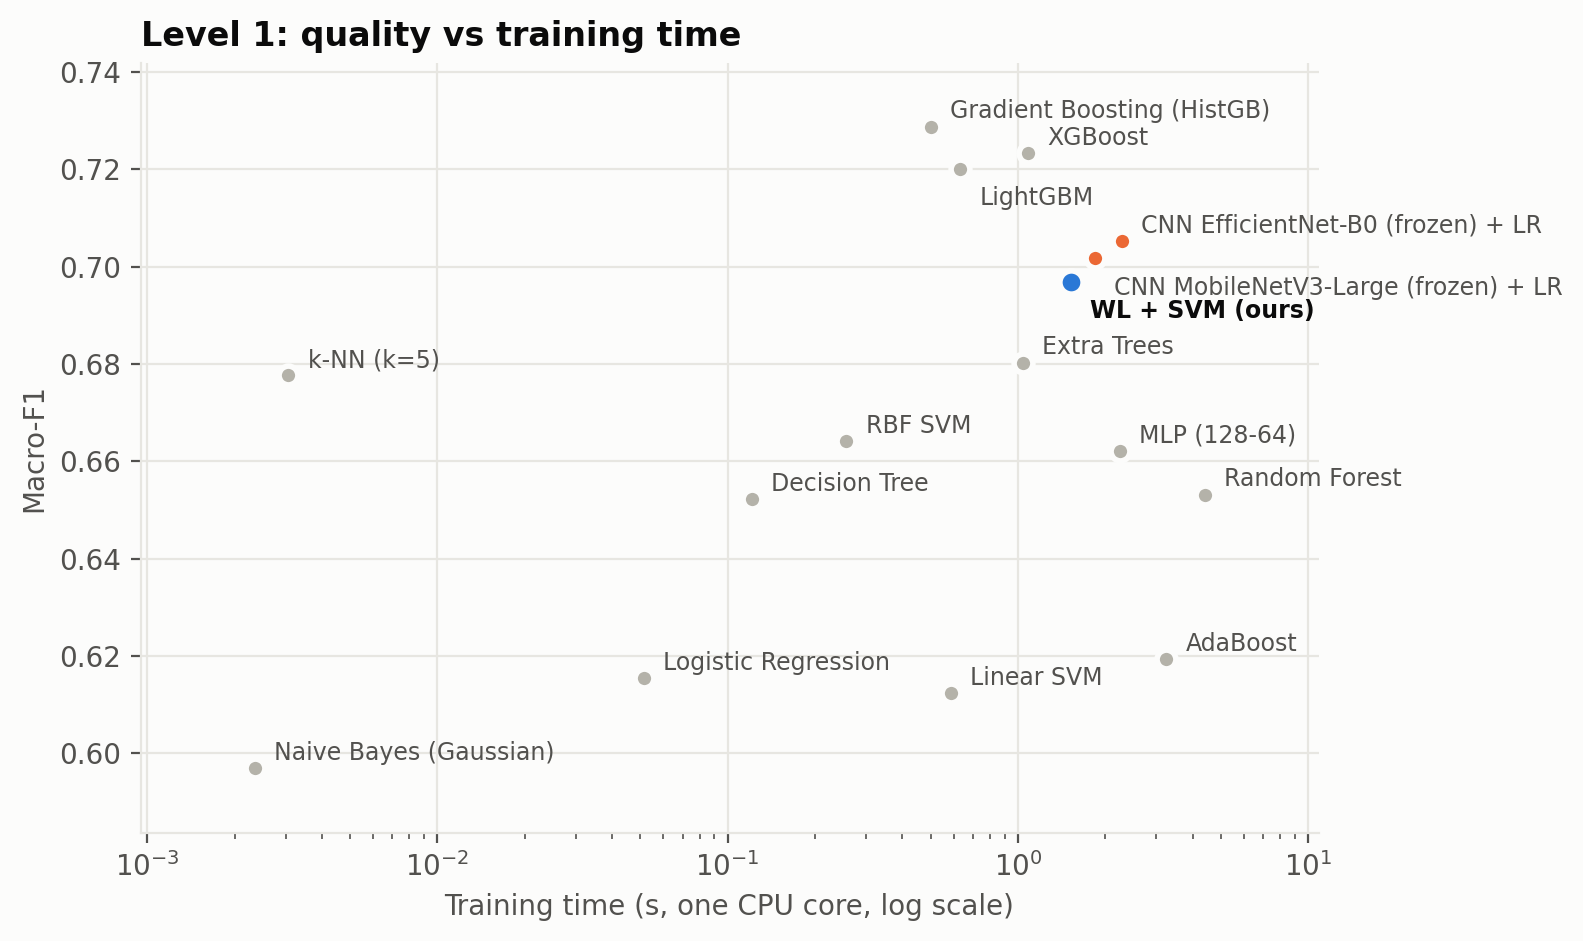 Level 1: quality vs training time
0.74
Gradient Boosting (HistGB)
XGBoost
0.72
LightGBM
CNN EfficientNet-B0 (frozen) + LR
0.70
CNN MobileNetV3-Large (frozen) + LR
WL + SVM (ours)
Extra Trees
k-NN (k=5)
0.68
RBF SVM
MLP (128-64)
0.66
Random Forest
Decision Tree
0.64
AdaBoost
0.62
Logistic Regression
Linear SVM
Naive Bayes (Gaussian)
0.60
Macro-F1
10⁻³ 10⁻² 10⁻¹ 10⁰ 10¹
Training time (s, one CPU core, log scale)